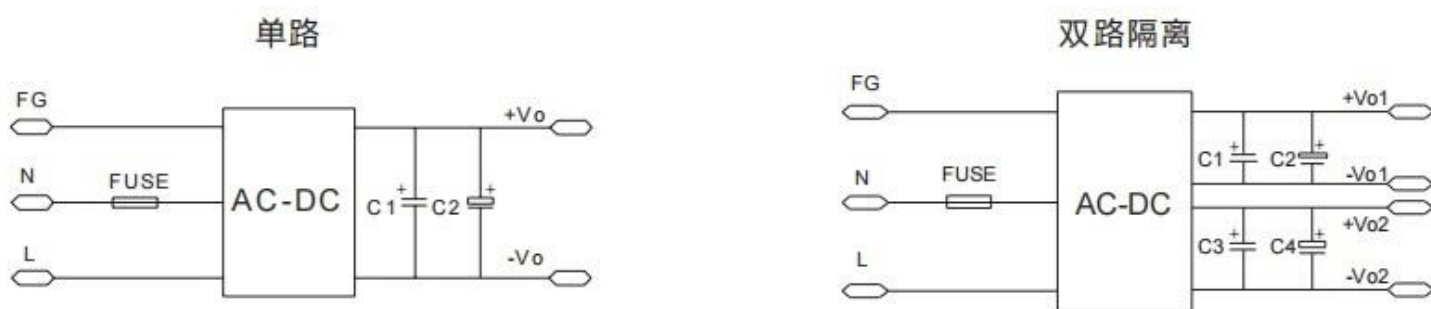 单路
FG
N
FUSE
L
AC-DC
C1
+
C2
+
+Vo
-Vo
双路隔离
FG
N
FUSE
L
AC-DC
+Vo1
C1
+
C2
+
-Vo1
+Vo2
C3
+
C4
+
-Vo2